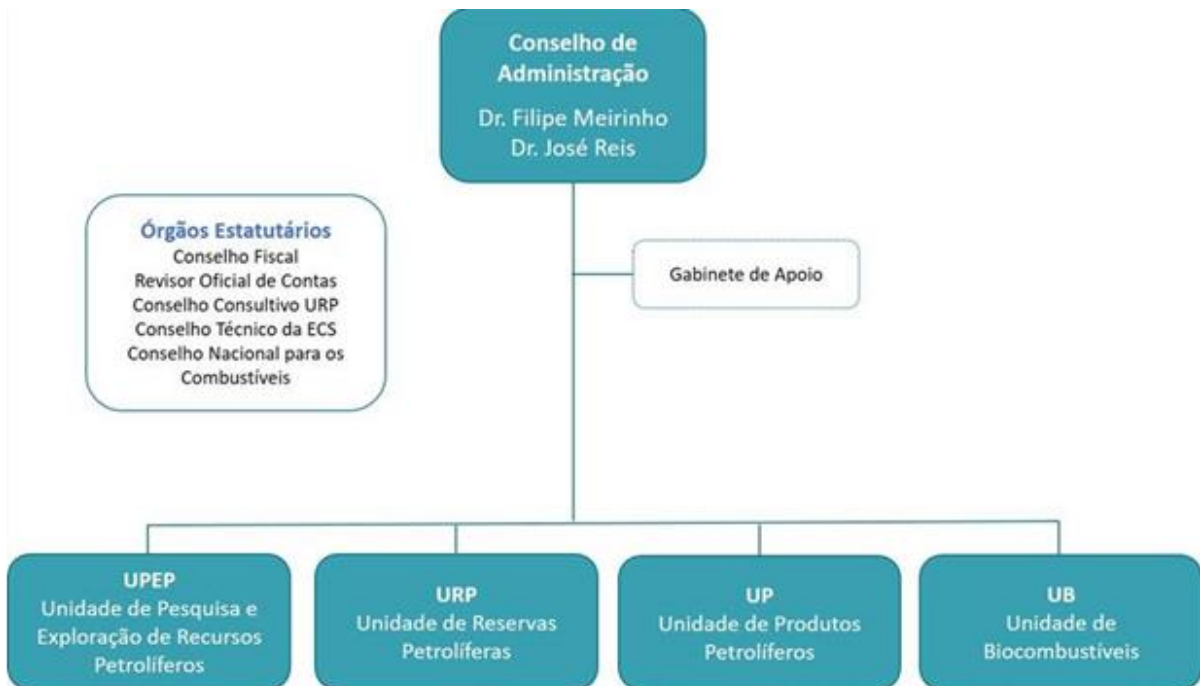 Conselho de
Administração
Dr. Filipe Meirinho
Dr. José Reis
Órgãos Estatutários
Conselho Fiscal
Revisor Oficial de Contas
Conselho Consultivo URP
Conselho Técnico da ECS
Conselho Nacional para os
Combustíveis
Gabinete de Apoio
UPEP
Unidade de Pesquisa e
Exploração de Recursos
Petrolíferos
URP
Unidade de Reservas
Petrolíferas
UP
Unidade de Produtos
Petrolíferos
UB
Unidade de
Biocombustíveis